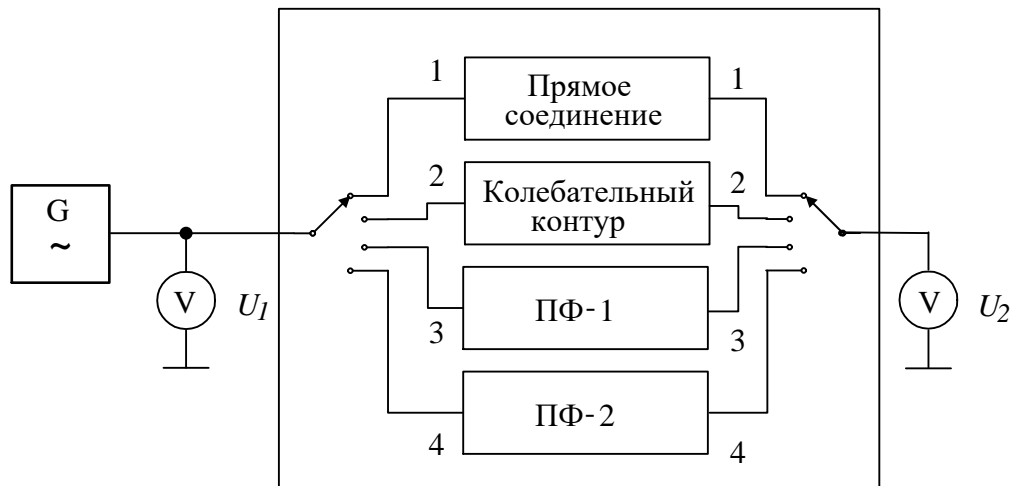 1
Прямое
соединение
1
2
Колебательный
контур
2
G
~
V
U1
3
ПФ-1
3
V
U2
4
ПФ-2
4